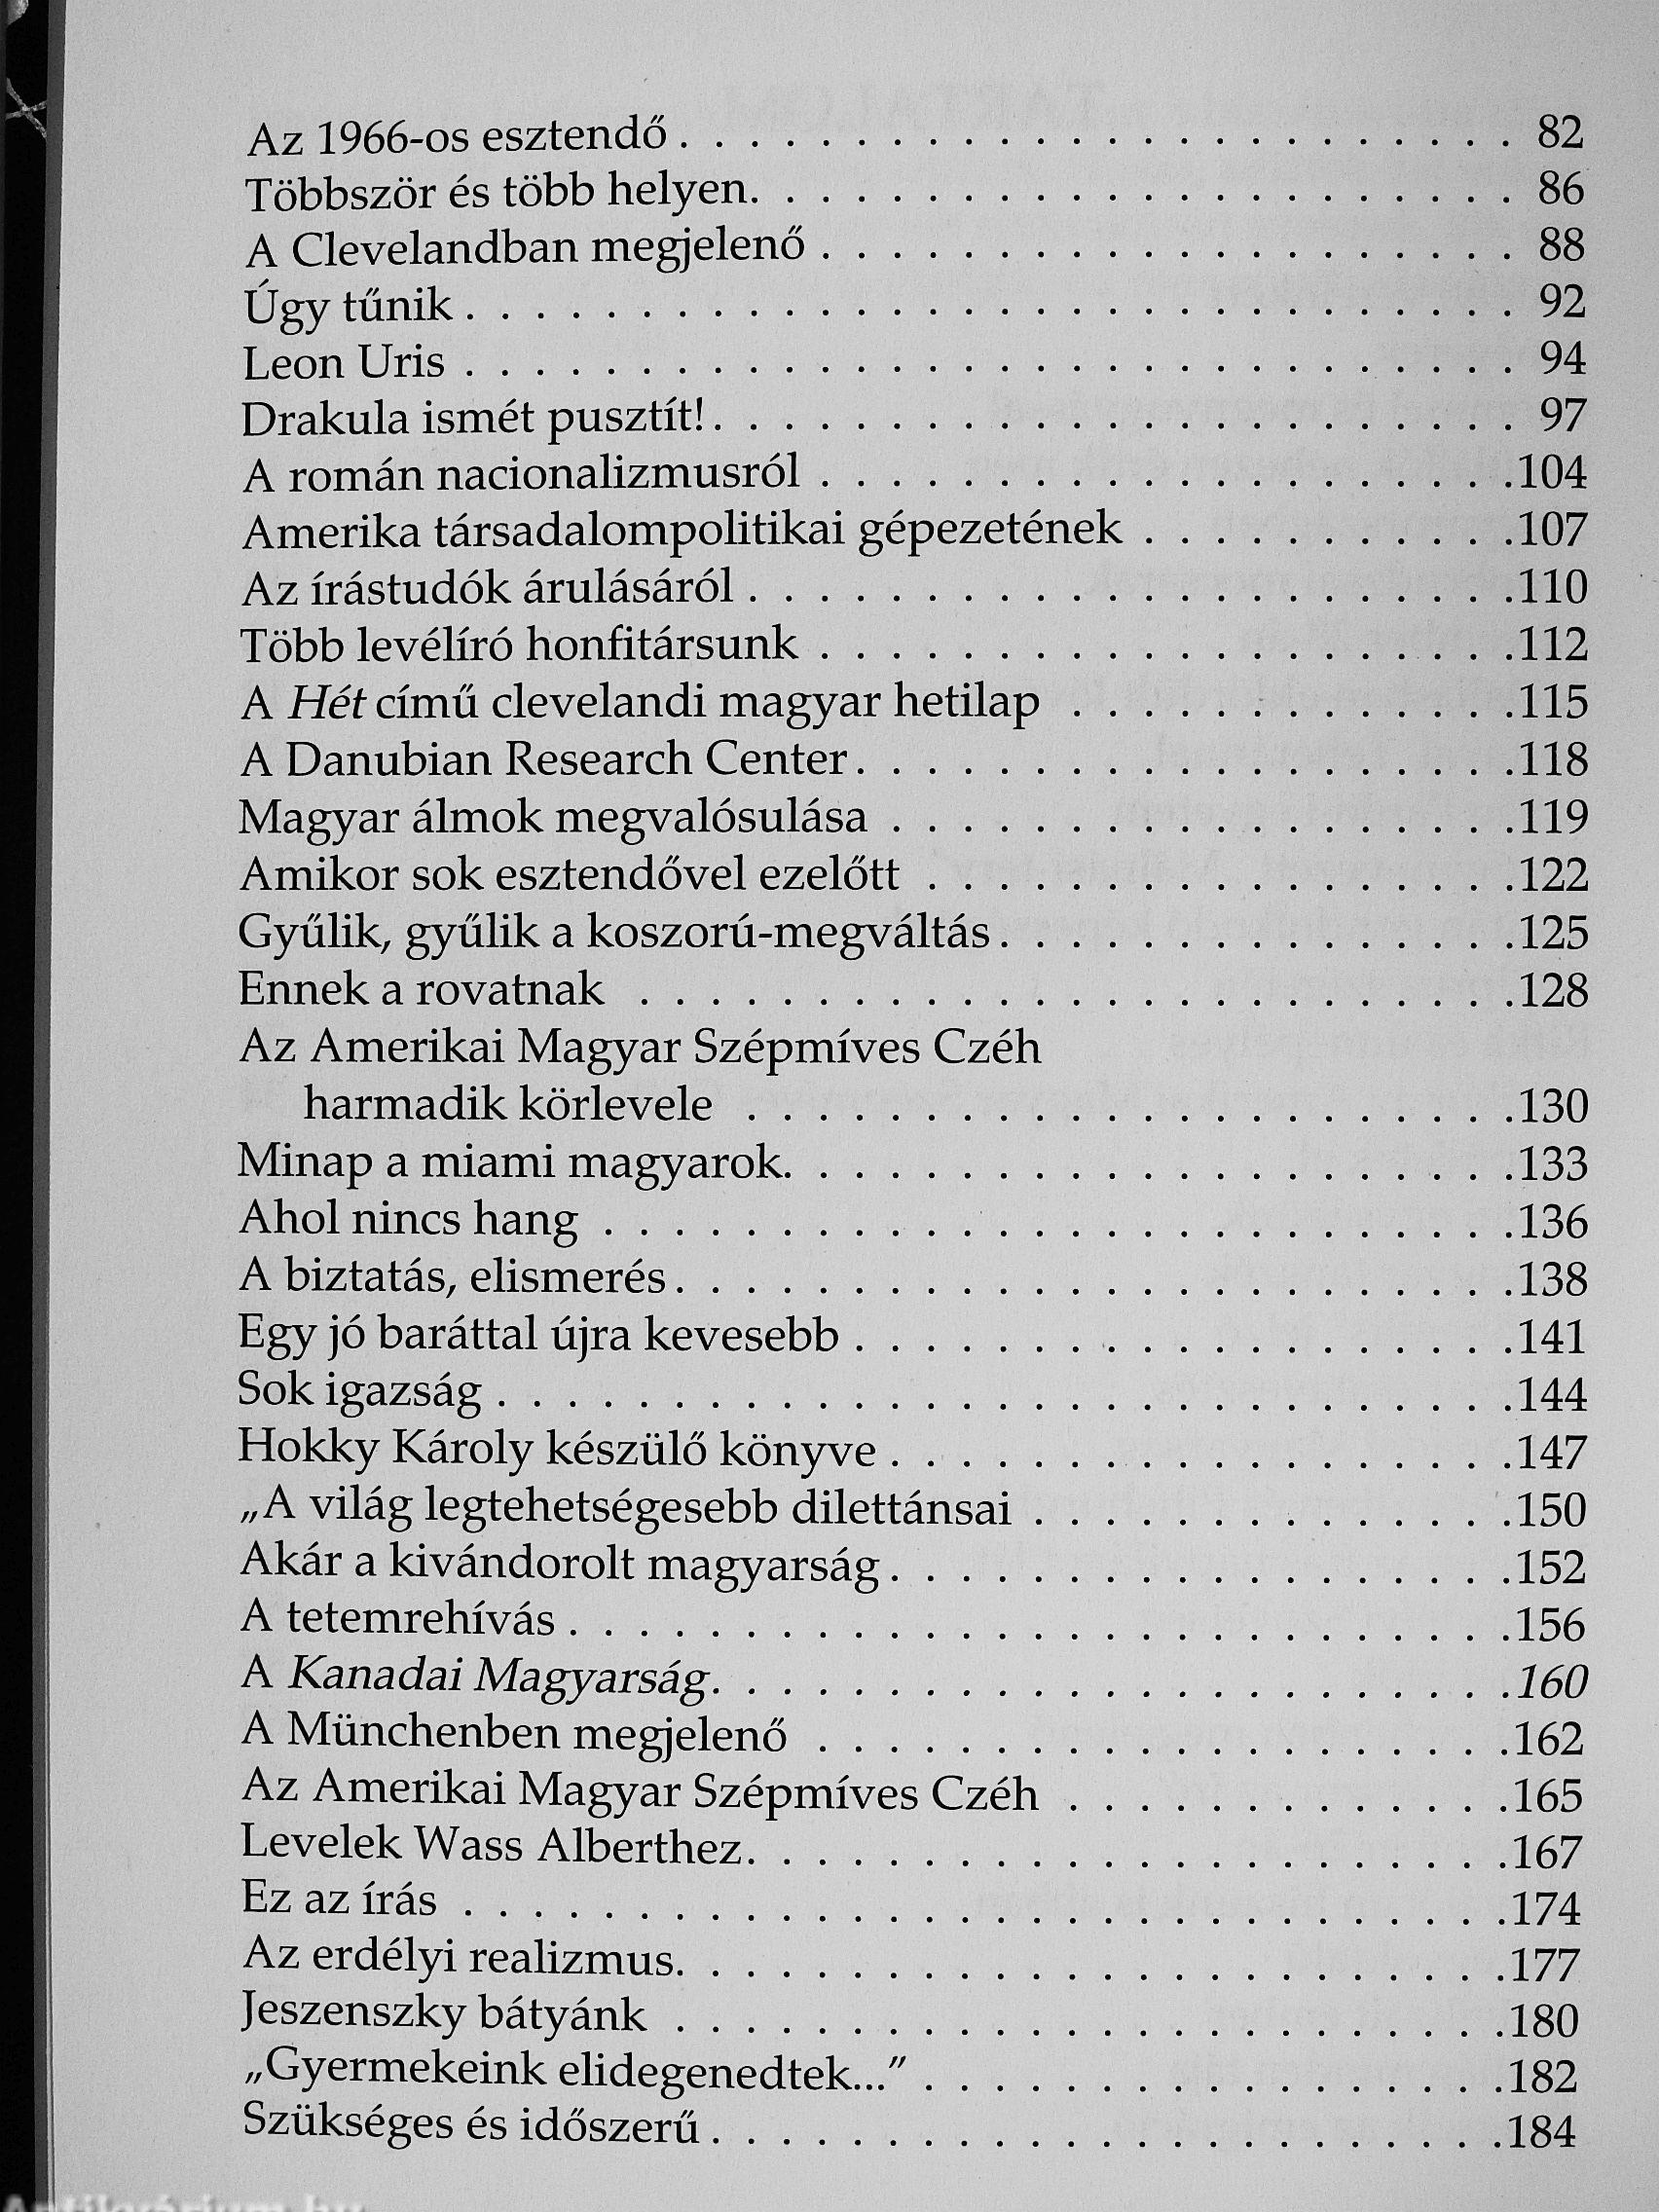 Az 1966-os esztendő . . . . . . . . . . . . . . . . . . . . . . . . 82
Többször és több helyen. . . . . . . . . . . . . . . . . . . . . . 86
A Clevelandban megjelenő . . . . . . . . . . . . . . . . . . . . 88
Úgy tűnik . . . . . . . . . . . . . . . . . . . . . . . . . . . . . . 92
Leon Uris . . . . . . . . . . . . . . . . . . . . . . . . . . . . . . 94
Drakula ismét pusztít!. . . . . . . . . . . . . . . . . . . . . . . 97
A román nacionalizmusról . . . . . . . . . . . . . . . . . . . .104
Amerika társadalompolitikai gépezetének . . . . . . . . . . .107
Az írástudók árulásáról . . . . . . . . . . . . . . . . . . . . . .110
Több levélíró honfitársunk . . . . . . . . . . . . . . . . . . . .112
A Hét című clevelandi magyar hetilap . . . . . . . . . . . . .115
A Danubian Research Center. . . . . . . . . . . . . . . . . . .118
Magyar álmok megvalósulása . . . . . . . . . . . . . . . . . .119
Amikor sok esztendővel ezelőtt . . . . . . . . . . . . . . . . .122
Gyűlik, gyűlik a koszorú-megváltás. . . . . . . . . . . . . . .125
Ennek a rovatnak . . . . . . . . . . . . . . . . . . . . . . . . .128
Az Amerikai Magyar Szépmíves Czéh
harmadik körlevele . . . . . . . . . . . . . . . . . . . . . .130
Minap a miami magyarok. . . . . . . . . . . . . . . . . . . . .133
Ahol nincs hang . . . . . . . . . . . . . . . . . . . . . . . . . .136
A biztatás, elismerés. . . . . . . . . . . . . . . . . . . . . . . .138
Egy jó baráttal újra kevesebb . . . . . . . . . . . . . . . . . . .141
Sok igazság . . . . . . . . . . . . . . . . . . . . . . . . . . . . .144
Hokky Károly készülő könyve . . . . . . . . . . . . . . . . . .147
„A világ legtehetségesebb dilettánsai . . . . . . . . . . . . . .150
Akár a kivándorolt magyarság. . . . . . . . . . . . . . . . . .152
A tetemrehívás . . . . . . . . . . . . . . . . . . . . . . . . . . .156
A Kanadai Magyarság. . . . . . . . . . . . . . . . . . . . . . .160
A Münchenben megjelenő . . . . . . . . . . . . . . . . . . . .162
Az Amerikai Magyar Szépmíves Czéh . . . . . . . . . . . . .165
Levelek Wass Alberthez. . . . . . . . . . . . . . . . . . . . . .167
Ez az írás . . . . . . . . . . . . . . . . . . . . . . . . . . . . . .174
Az erdélyi realizmus. . . . . . . . . . . . . . . . . . . . . . . .177
Jeszenszky bátyánk . . . . . . . . . . . . . . . . . . . . . . . .180
„Gyermekeink elidegenedtek...” . . . . . . . . . . . . . . . . .182
Szükséges és időszerű . . . . . . . . . . . . . . . . . . . . . . .184
Antikvárium.hu